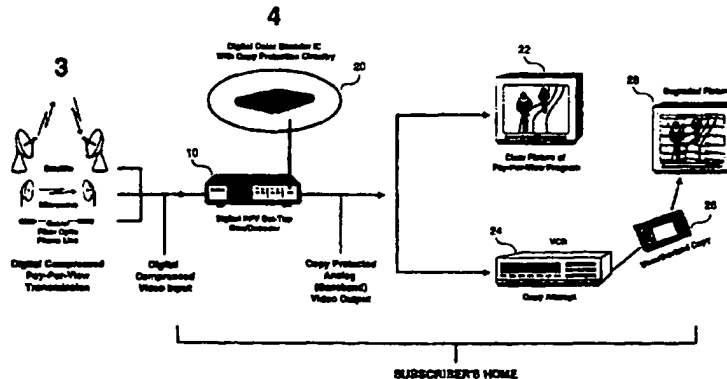 4
3
Digital Color Encoder IC
With Copy Protection Circuitry
20
22
28
Degraded Picture
10
Satellite
Microwave
Fiber Optic
Phone Line
Digital Compressed
Pay-Per-View
Transmission
Digital PPV Set-Top
Box/Decoder
Digital
Compressed
Video Input
Copy Protected
Analog
(Baseband)
Video Output
Clear Picture of
Pay-Per-View Program
24
VCR
26
Unauthorized Copy
Copy Attempt
SUBSCRIBER'S HOME